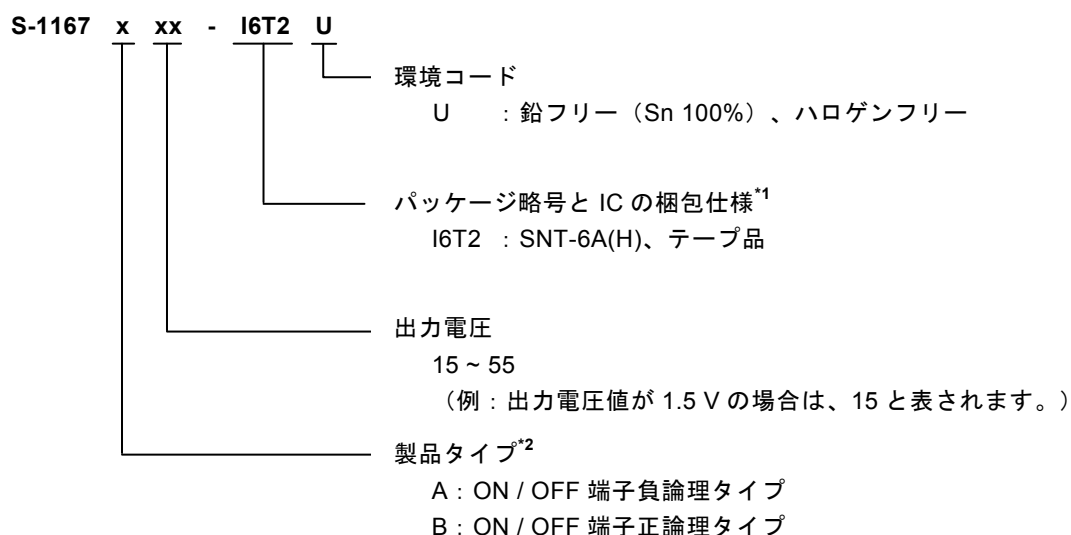 S-1167 x xx - I6T2 U
環境コード
U : 鉛フリー（Sn 100%）、ハロゲンフリー
パッケージ略号と IC の梱包仕様*1
I6T2 : SNT-6A(H)、テープ品
出力電圧
15 ~ 55
（例：出力電圧値が 1.5 V の場合は、15 と表されます。）
製品タイプ*2
A : ON / OFF 端子負論理タイプ
B : ON / OFF 端子正論理タイプ